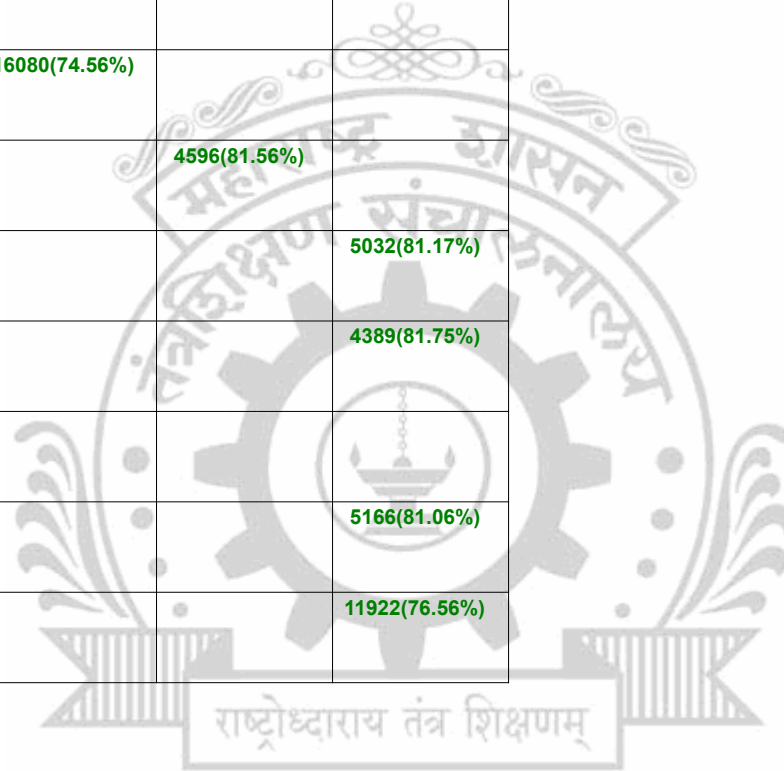 6080(74.56%)
4596(81.56%)
5032(81.17%)
4389(81.75%)
5166(81.06%)
11922(76.56%)
महाराष्ट्र शासन
तंत्रशिक्षण संचालनालय
राष्ट्रोध्दाराय तंत्र शिक्षणम्